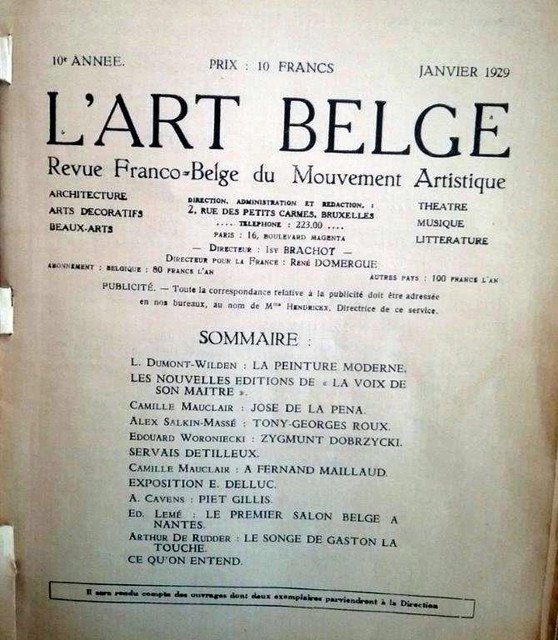 10e ANNEE. PRIX : 10 FRANCS JANVIER 1929
L'ART BELGE
Revue Franco-Belge du Mouvement Artistique
ARCHITECTURE
ARTS DECORATIFS
BEAUX-ARTS
DIRECTION, ADMINISTRATION ET REDACTION, :
2, RUE DES PETITS CARMES, BRUXELLES
.... TELEPHONE : 223.00 ....
PARIS : 16, BOULEVARD MAGENTA
— DIRECTEUR : ISY BRACHOT —
DIRECTEUR POUR LA FRANCE : RENÉ DOMERGUE
THEATRE
MUSIQUE
LITTERATURE
ABONNEMENT : BELGIQUE : 80 FRANCS L'AN AUTRES PAYS : 100 FRANCS L'AN
PUBLICITÉ. — Toute la correspondance relative à la publicité doit être adressée
en nos bureaux, au nom de Mme HENDRICKX, Directrice de ce service.
SOMMAIRE :
L. DUMONT-WILDEN : LA PEINTURE MODERNE.
LES NOUVELLES EDITIONS DE « LA VOIX DE
SON MAITRE ».
CAMILLE MAUCLAIR : JOSE DE LA PENA.
ALEX SALKIN-MASSÉ : TONY-GEORGES ROUX.
EDOUARD WORONIECKI : ZYGMUNT DOBRZYCKI.
SERVAIS DETILLEUX.
CAMILLE MAUCLAIR : A FERNAND MAILLAUD.
EXPOSITION E. DELLUC.
A. CAVENS : PIET GILLIS.
ED. LEMÉ : LE PREMIER SALON BELGE A
NANTES.
ARTHUR DE RUDDER : LE SONGE DE GASTON LA
TOUCHE.
CE QU'ON ENTEND.
Il sera rendu compte des ouvrages dont deux exemplaires parviendront à la Direction